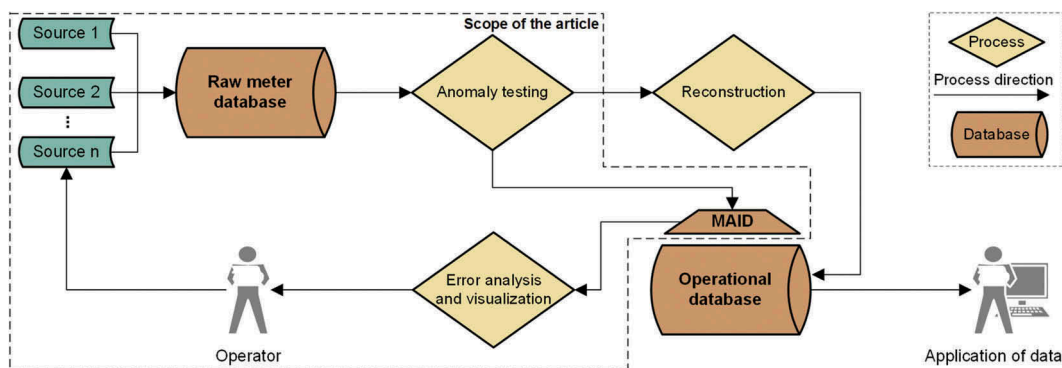 Scope of the article
Source 1
Source 2
...
Source n
Raw meter
database
Anomaly testing
Reconstruction
MAID
Error analysis
and visualization
Operational
database
Operator
Application of data
Process
Process direction
Database